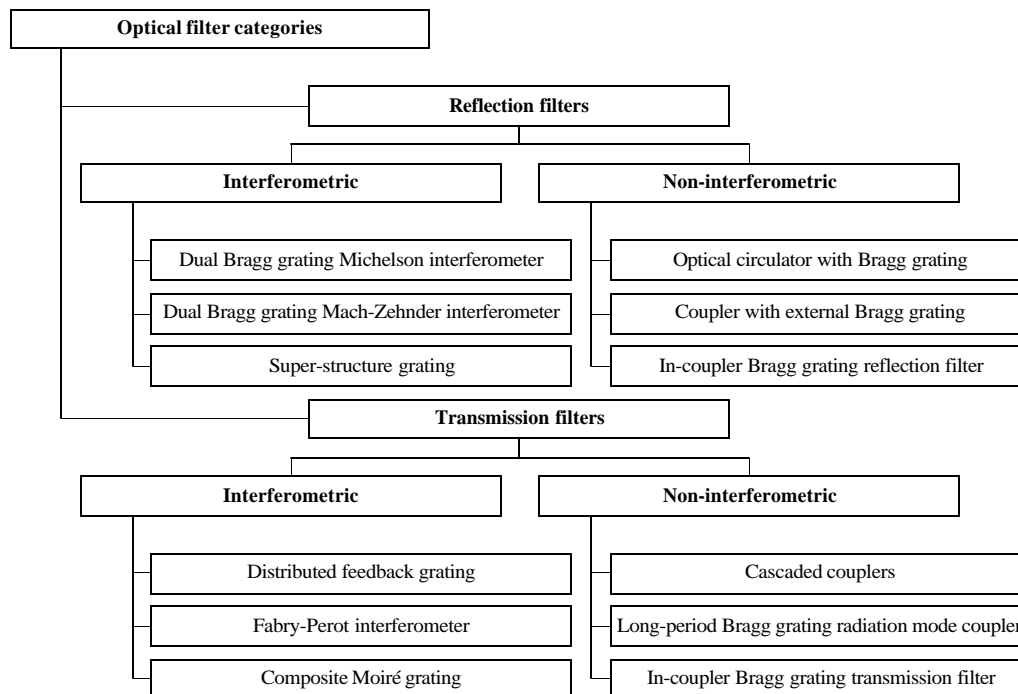 Optical filter categories
Reflection filters
Interferometric
Non-interferometric
Dual Bragg grating Michelson interferometer
Optical circulator with Bragg grating
Dual Bragg grating Mach-Zehnder interferometer
Coupler with external Bragg grating
Super-structure grating
In-coupler Bragg grating reflection filter
Transmission filters
Interferometric
Non-interferometric
Distributed feedback grating
Cascaded couplers
Fabry-Perot interferometer
Long-period Bragg grating radiation mode coupler
Composite Moiré grating
In-coupler Bragg grating transmission filter